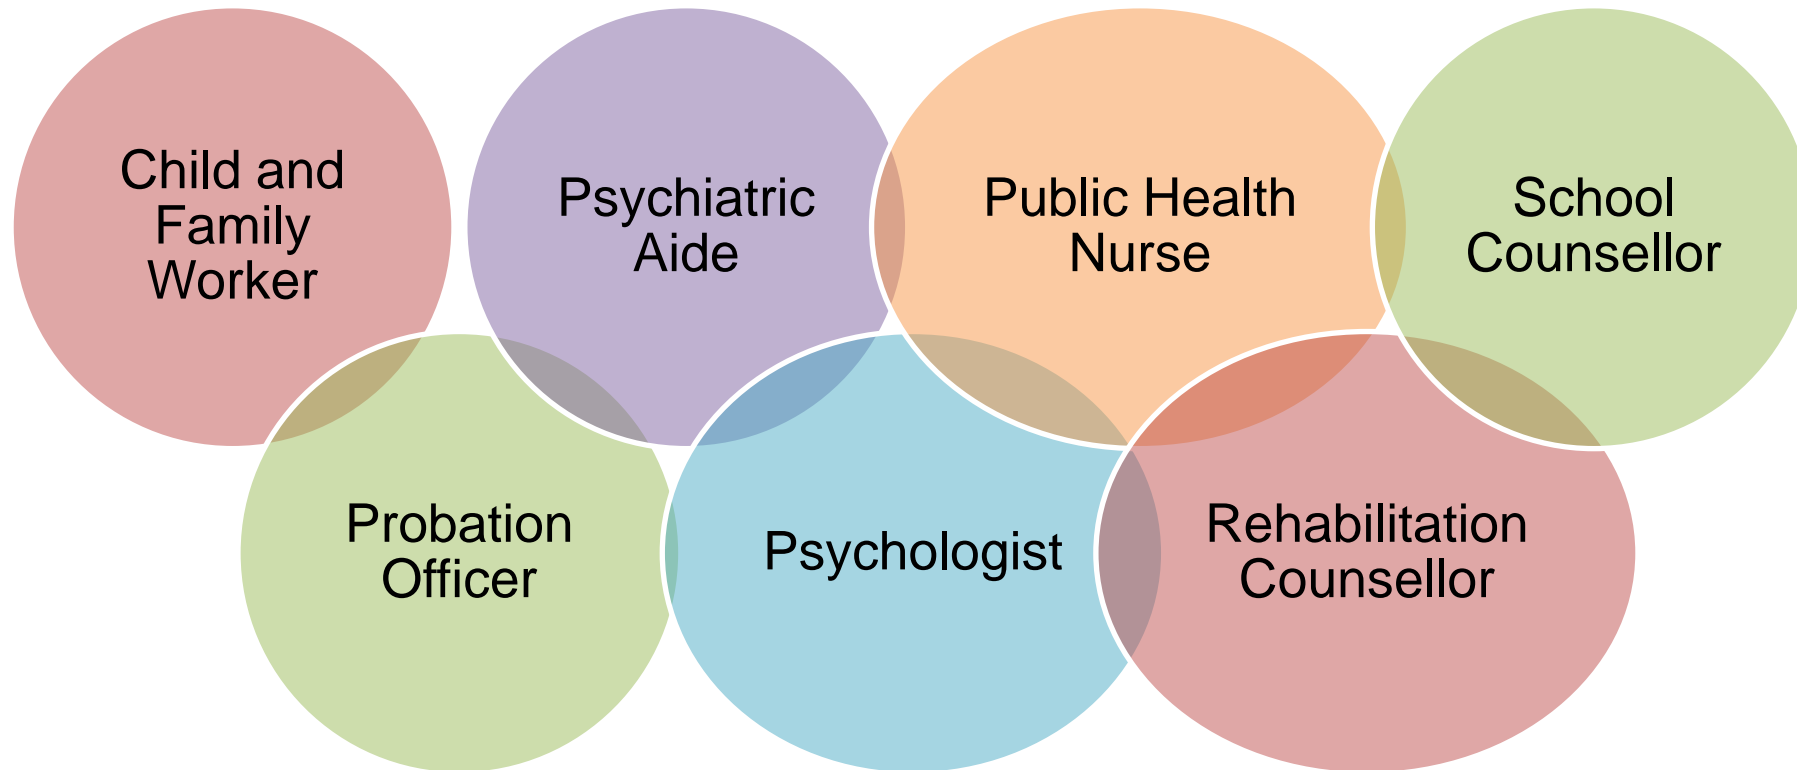 Child and
Family
Worker
Psychiatric
Aide
Public Health
Nurse
School
Counsellor
Probation
Officer
Psychologist
Rehabilitation
Counsellor